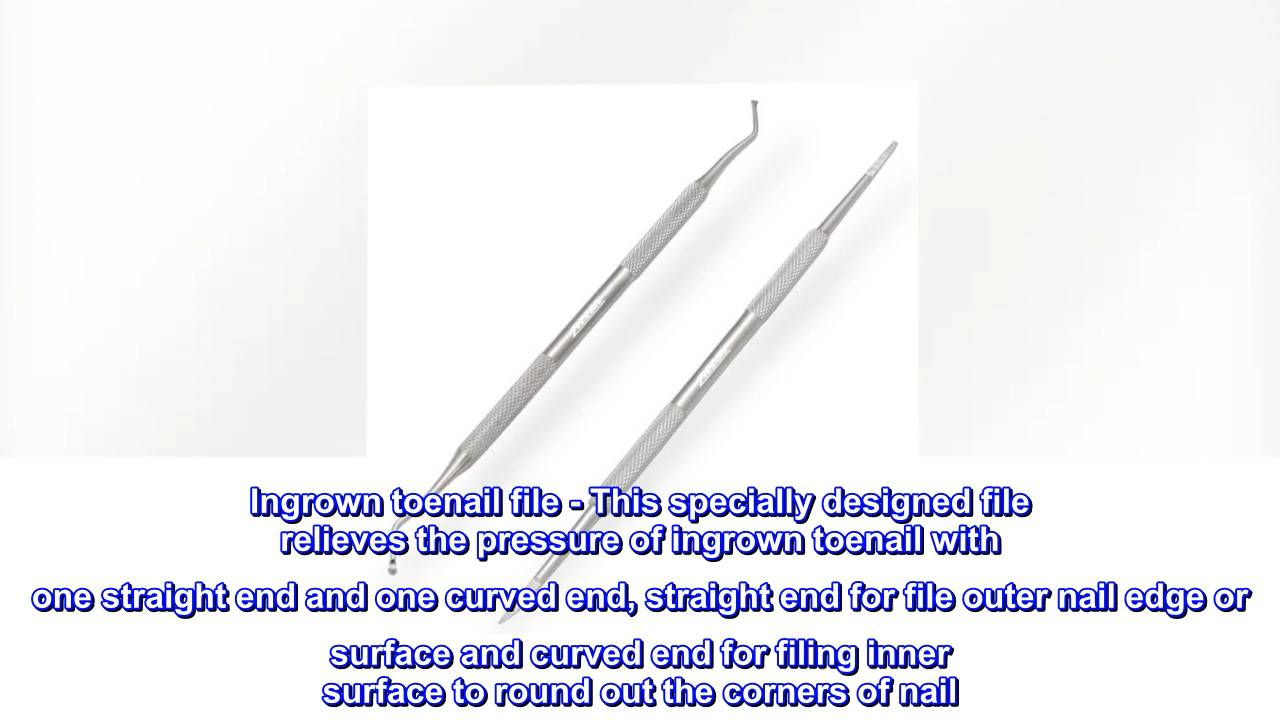 Ingrown toenail file - This specially designed file
relieves the pressure of ingrown toenail with
one straight end and one curved end, straight end for file outer nail edge or
surface and curved end for filing inner
surface to round out the corners of nail